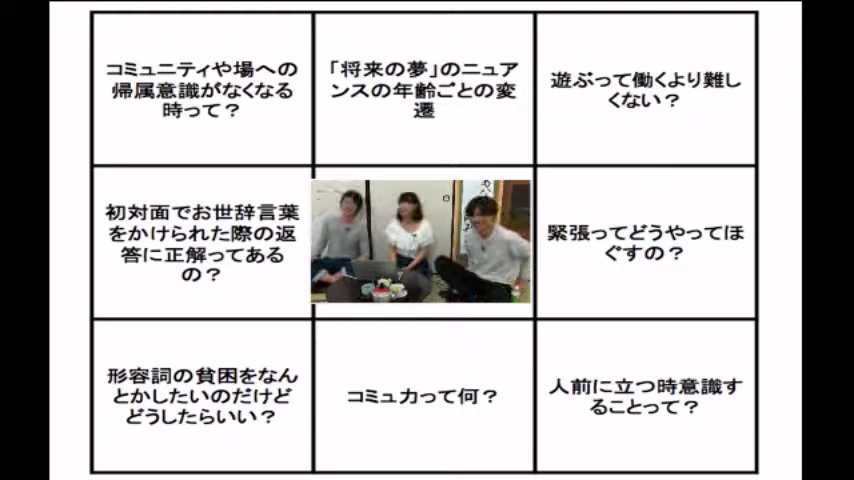 コミュニティや場への
帰属意識がなくなる
時って？
「将来の夢」のニュア
ンスの年齢ごとの変
遷
遊ぶって働くより難し
くない？
初対面でお世辞言葉
をかけられた際の返
答に正解ってある
の？
緊張ってどうやってほ
ぐすの？
形容詞の貧困をなん
とかしたいのだけど
どうしたらいい？
コミュ力って何？
人前に立つ時意識す
ることって？